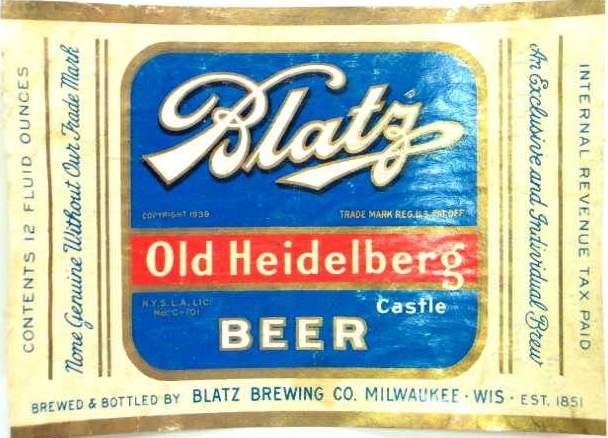 CONTENTS 12 FLUID OUNCES
None Genuine Without Our Trade Mark
Blatz
COPYRIGHT 1939
TRADE MARK REG.U.S.PAT.OFF
Old Heidelberg
N.Y.S.L.A. LIC.
No. C-101
Castle
BEER
An Exclusive and Individual Brew
INTERNAL REVENUE TAX PAID
BREWED & BOTTLED BY BLATZ BREWING CO. MILWAUKEE · WIS · EST. 1851